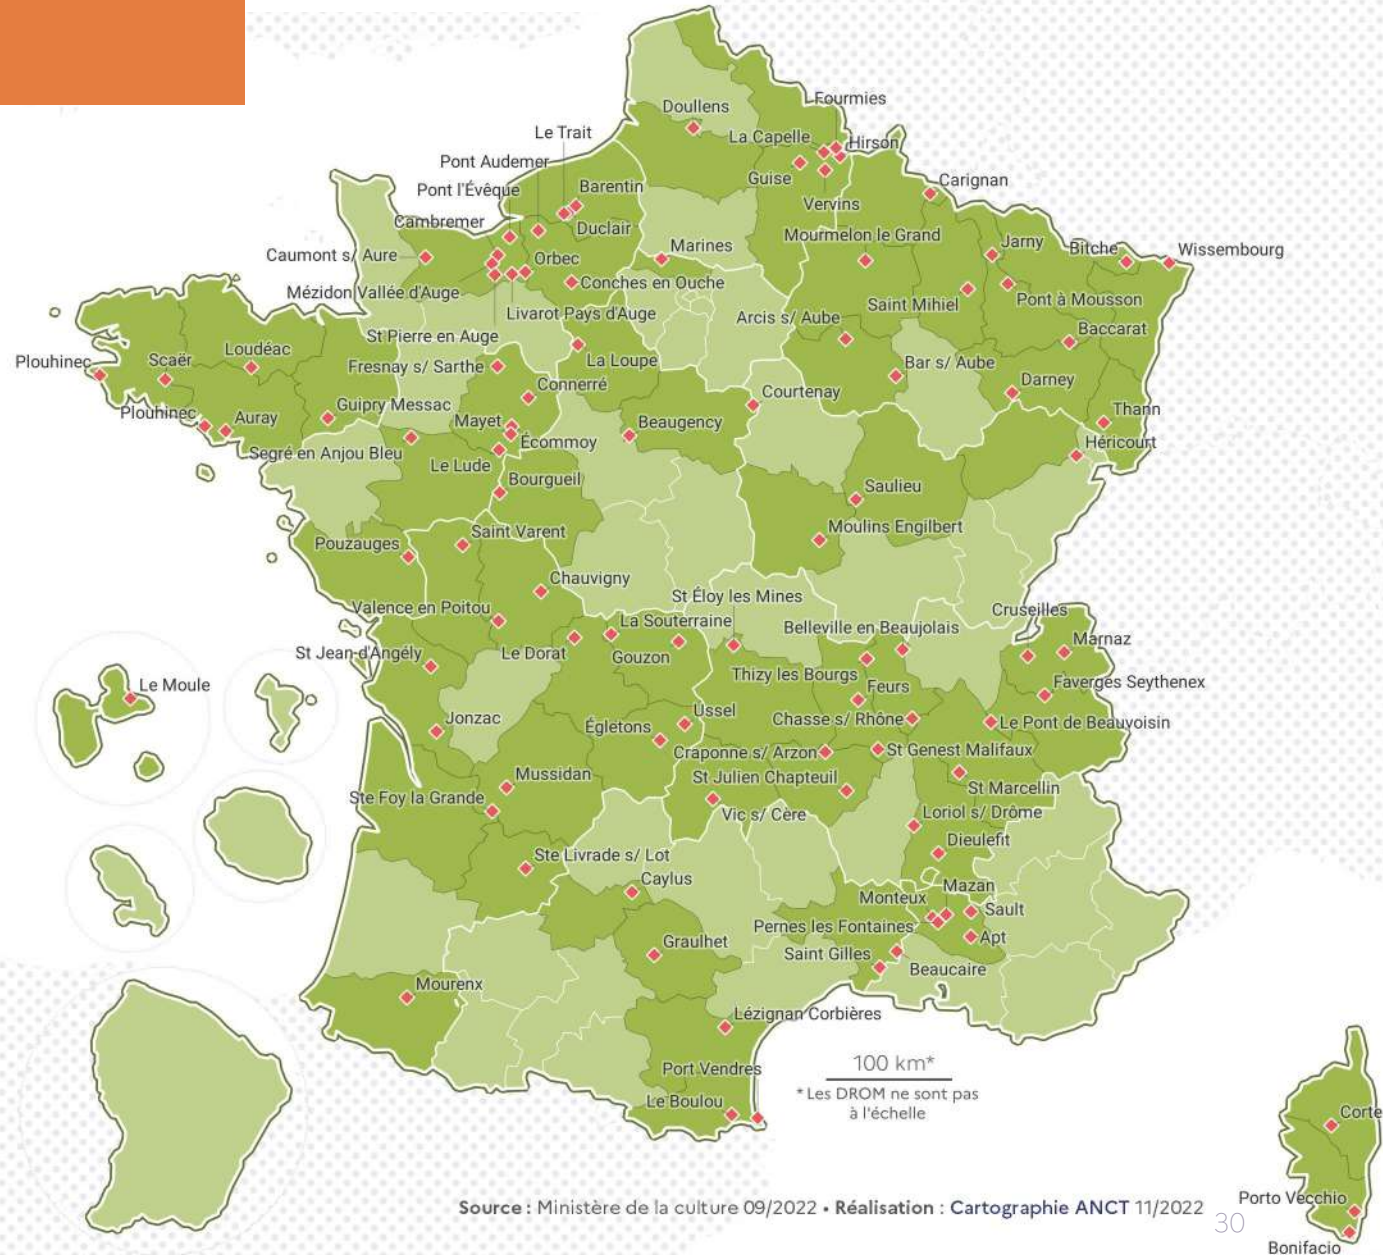 Fourmies
Doullens
La Capelle
Hirson
Le Trait
Pont Audemer
Guise
Carignan
Pont l'Évêque
Barentin
Vervins
Cambremer
Duclair
Mourmelon le Grand
Jarny
Bitche
Wissembourg
Caumont s/ Aure
Orbec
Marines
Mézidon Vallée d'Auge
Conches en Ouche
Saint Mihiel
Pont à Mousson
Livarot Pays d'Auge
Arcis s/ Aube
Baccarat
St Pierre en Auge
Plouhinec
Scaër
Loudéac
Fresnay s/ Sarthe
La Loupe
Bar s/ Aube
Darney
Connerré
Courtenay
Plouhinec
Auray
Guipry Messac
Mayet
Beaugency
Thann
Écommoy
Héricourt
Segré en Anjou Bleu
Le Lude
Bourgueil
Saulieu
Moulins Engilbert
Saint Varent
Pouzauges
Chauvigny
St Éloy les Mines
Valence en Poitou
Cruseilles
La Souterraine
Belleville en Beaujolais
Marnaz
St Jean-d'Angély
Le Dorat
Gouzon
Thizy les Bourgs
Feurs
Faverges Seythenex
Le Moule
Jonzac
Ussel
Égletons
Chasse s/ Rhône
Le Pont de Beauvoisin
Craponne s/ Arzon
St Genest Malifaux
Mussidan
St Julien Chapteuil
St Marcellin
Ste Foy la Grande
Vic s/ Cère
Loriol s/ Drôme
Dieulefit
Ste Livrade s/ Lot
Caylus
Mazan
Monteux
Sault
Pernes les Fontaines
Apt
Graulhet
Saint Gilles
Beaucaire
Mourenx
Lézignan Corbières
100 km*
* Les DROM ne sont pas
à l'échelle
Port Vendres
Le Boulou
Corte
Porto Vecchio
Bonifacio
Source : Ministère de la culture 09/2022 • Réalisation : Cartographie ANCT 11/2022
30